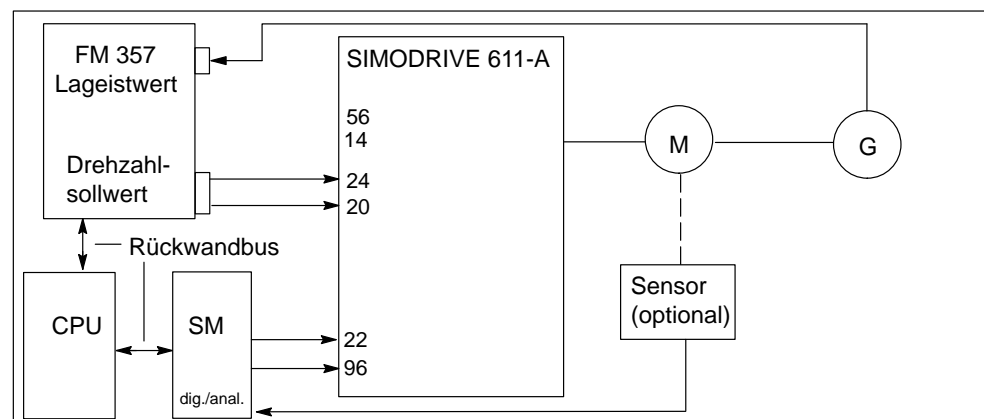 FM 357
Lageistwert
Drehzahl-
sollwert
SIMODRIVE 611-A
56
14
24
20
22
96
M
G
Rückwandbus
CPU
SM
dig./anal.
Sensor
(optional)